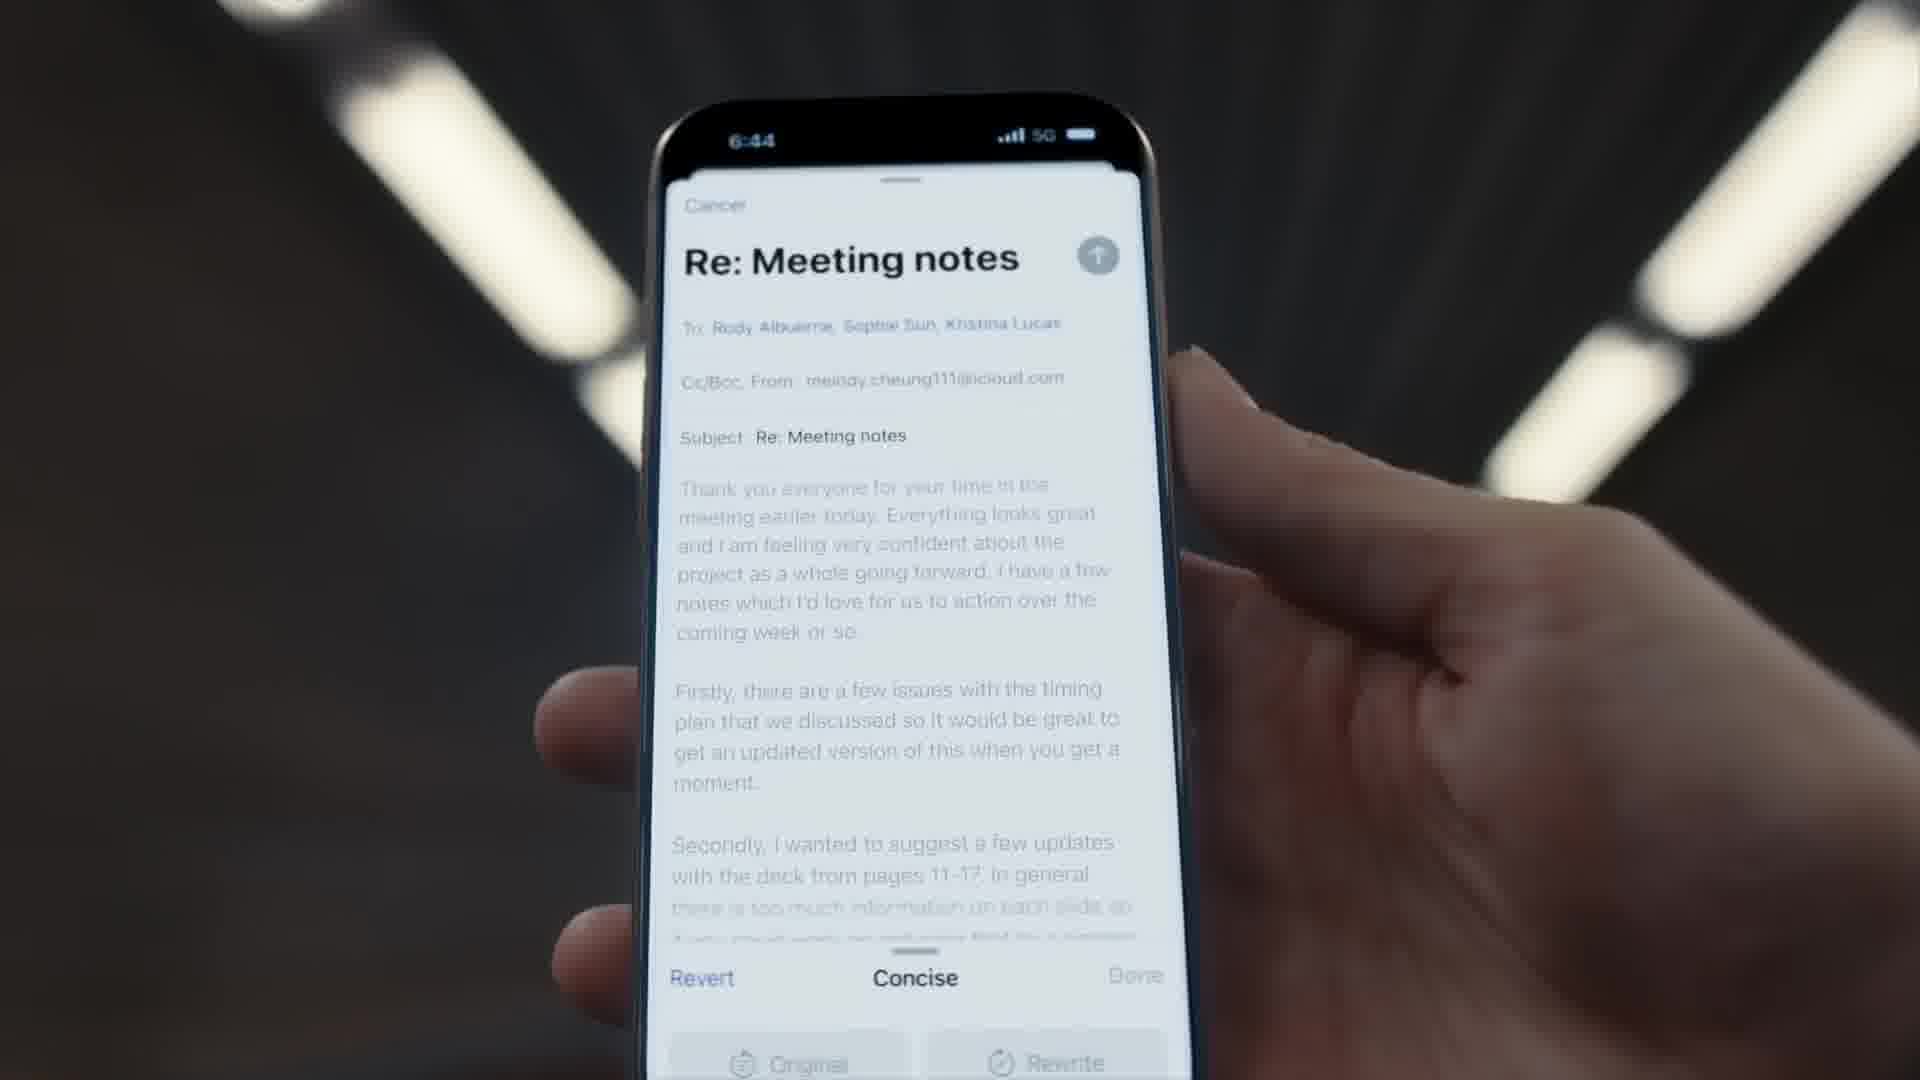 6:44
5G
Cancel
Re: Meeting notes
To: Rody Albuerne, Sophie Sun, Kristina Lucas
Cc/Bcc, From: melody.cheung111@icloud.com
Subject: Re: Meeting notes
Thank you everyone for your time in the
meeting earlier today. Everything looks great
and I am feeling very confident about the
project as a whole going forward. I have a few
notes which I'd love for us to action over the
coming week or so.
Firstly, there are a few issues with the timing
plan that we discussed so it would be great to
get an updated version of this when you get a
moment.
Secondly, I wanted to suggest a few updates
with the deck from pages 11-17. In general
there is too much information on each slide so
Revert
Concise
Done
Original
Rewrite